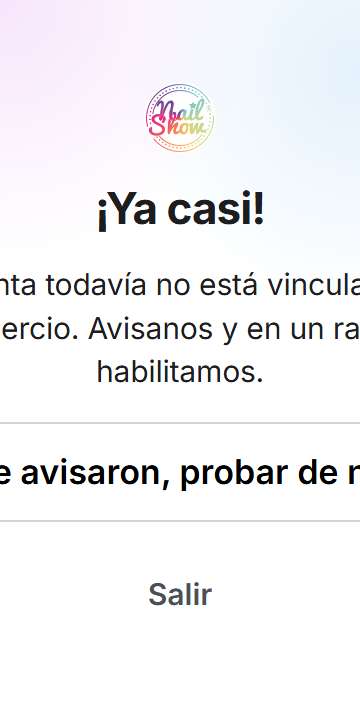 Nail
Show
¡Ya casi!
nta todavía no está vincula
ercio. Avisanos y en un ra
habilitamos.
e avisaron, probar de n
Salir